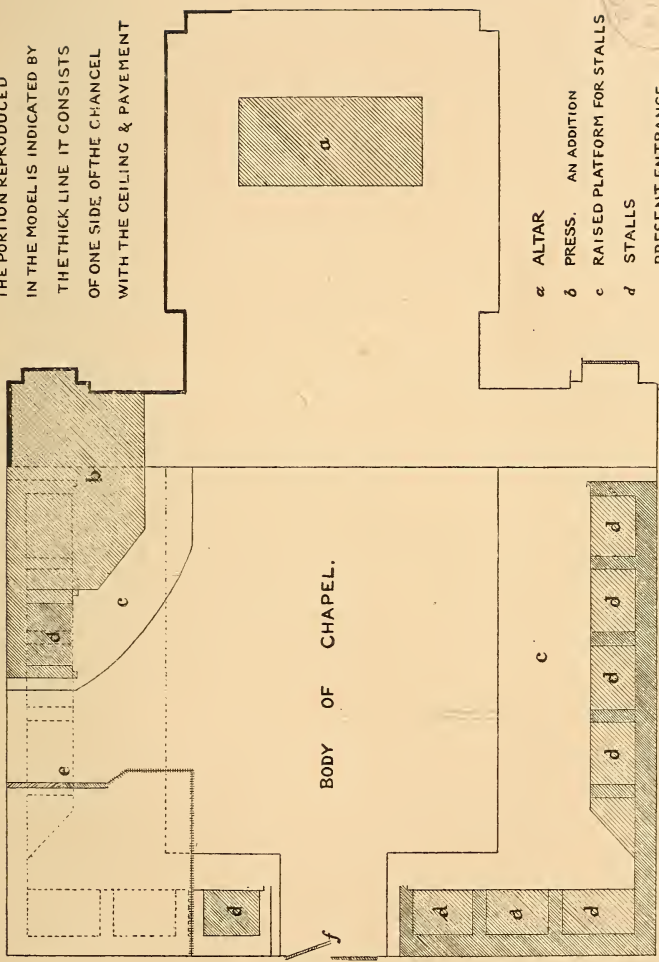 THE PORTION REPRODUCED
IN THE MODEL IS INDICATED BY
THE THICK LINE IT CONSISTS
OF ONE SIDE OF THE CHANCEL
WITH THE CEILING & PAVEMENT
a
a ALTAR
b PRESS. AN ADDITION
c RAISED PLATFORM FOR STALLS
d STALLS
PRESENT ENTRANCE
b
c
d
e
BODY OF CHAPEL.
c
d
d
d
d
d
f
d
d
d